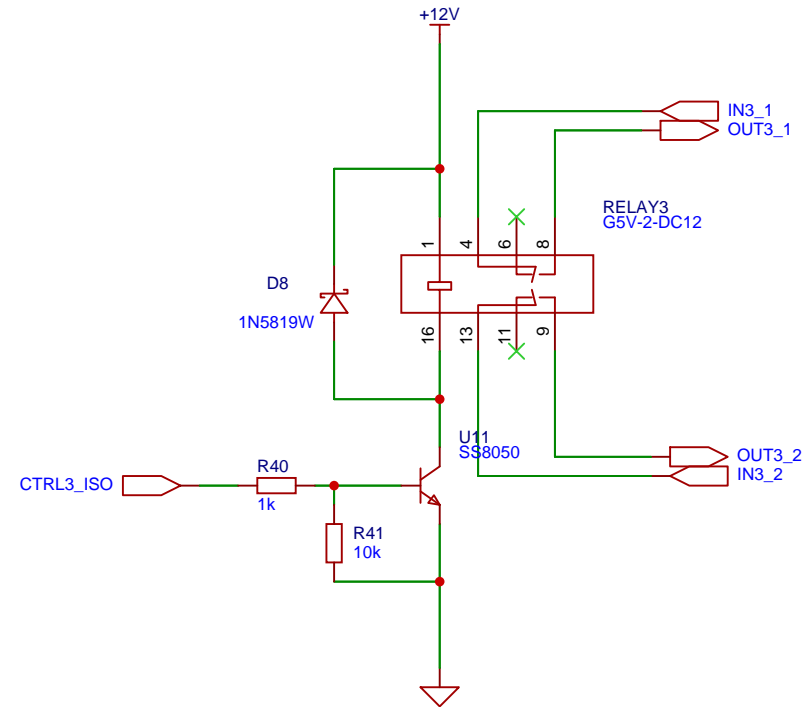 +12V
IN3_1
OUT3_1
RELAY3
G5V-2-DC12
1
4
6
8
D8
1N5819W
16
13
11
9
U11
SS8050
OUT3_2
IN3_2
CTRL3_ISO
R40
1k
R41
10k